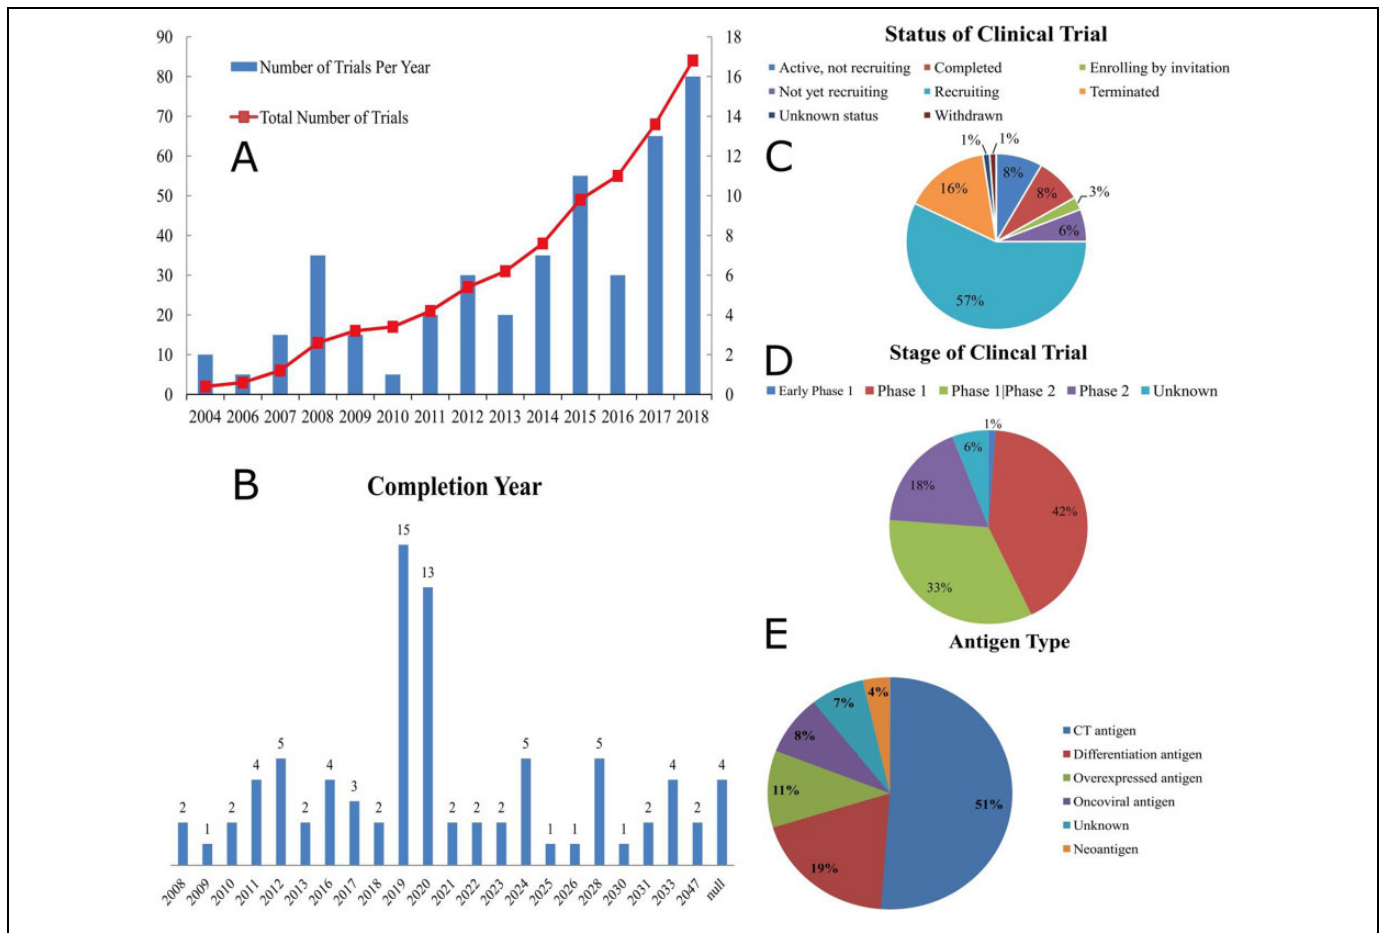 A
Number of Trials Per Year
Total Number of Trials
90
80
70
60
50
40
30
20
10
0
18
16
14
12
10
8
6
4
2
0
2004 2006 2007 2008 2009 2010 2011 2012 2013 2014 2015 2016 2017 2018
B
Completion Year
2 1 2 4 5 2 4 3 2 15 13 2 2 2 5 1 1 5 1 2 4 2 4
2008 2009 2010 2011 2012 2013 2016 2017 2018 2019 2020 2021 2022 2023 2024 2025 2026 2028 2030 2031 2033 2047 null
C
Status of Clinical Trial
Active, not recruiting Completed Enrolling by invitation
Not yet recruiting Recruiting Terminated
Unknown status Withdrawn
1% 1%
8%
8%
3%
6%
57%
16%
D
Stage of Clincal Trial
Early Phase 1 Phase 1 Phase 1|Phase 2 Phase 2 Unknown
1%
42%
33%
18%
6%
E
Antigen Type
51%
19%
11%
8%
7%
4%
CT antigen
Differentiation antigen
Overexpressed antigen
Oncoviral antigen
Unknown
Neoantigen